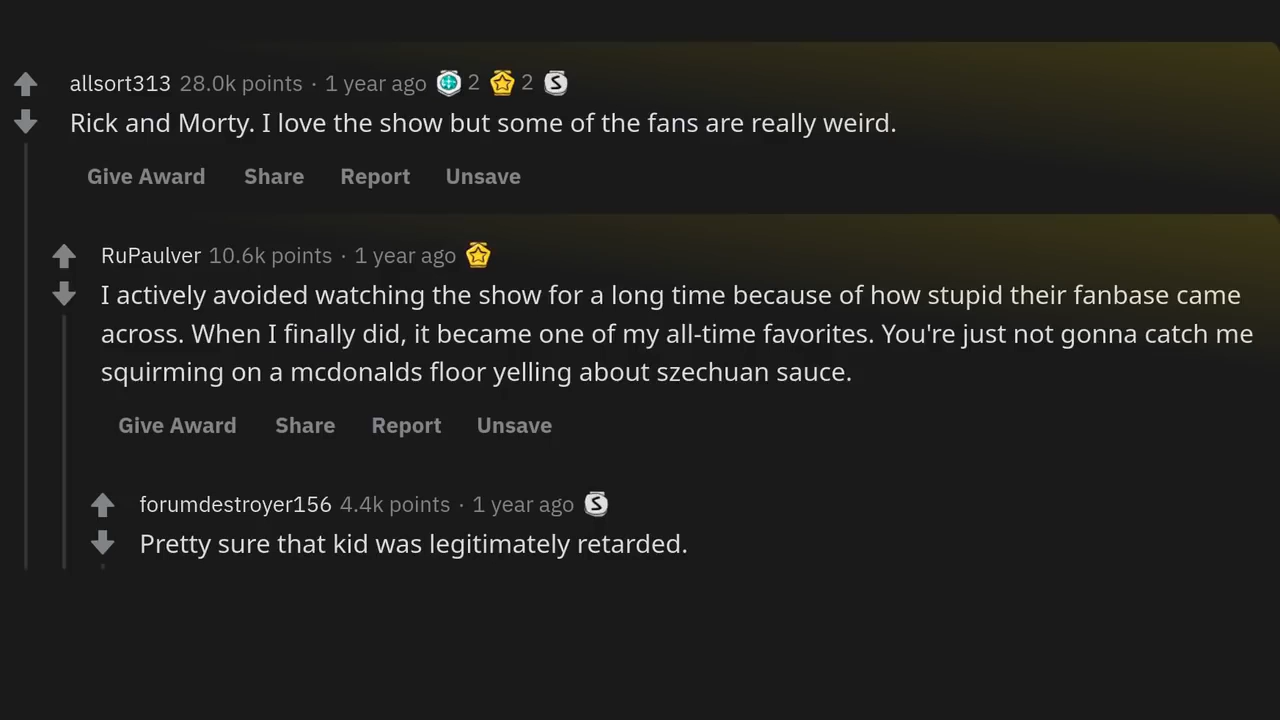 allsort313 28.0k points · 1 year ago 2 2 S
Rick and Morty. I love the show but some of the fans are really weird.
Give Award Share Report Unsave
RuPaulver 10.6k points · 1 year ago
I actively avoided watching the show for a long time because of how stupid their fanbase came
across. When I finally did, it became one of my all-time favorites. You're just not gonna catch me
squirming on a mcdonalds floor yelling about szechuan sauce.
Give Award Share Report Unsave
forumdestroyer156 4.4k points · 1 year ago S
Pretty sure that kid was legitimately retarded.